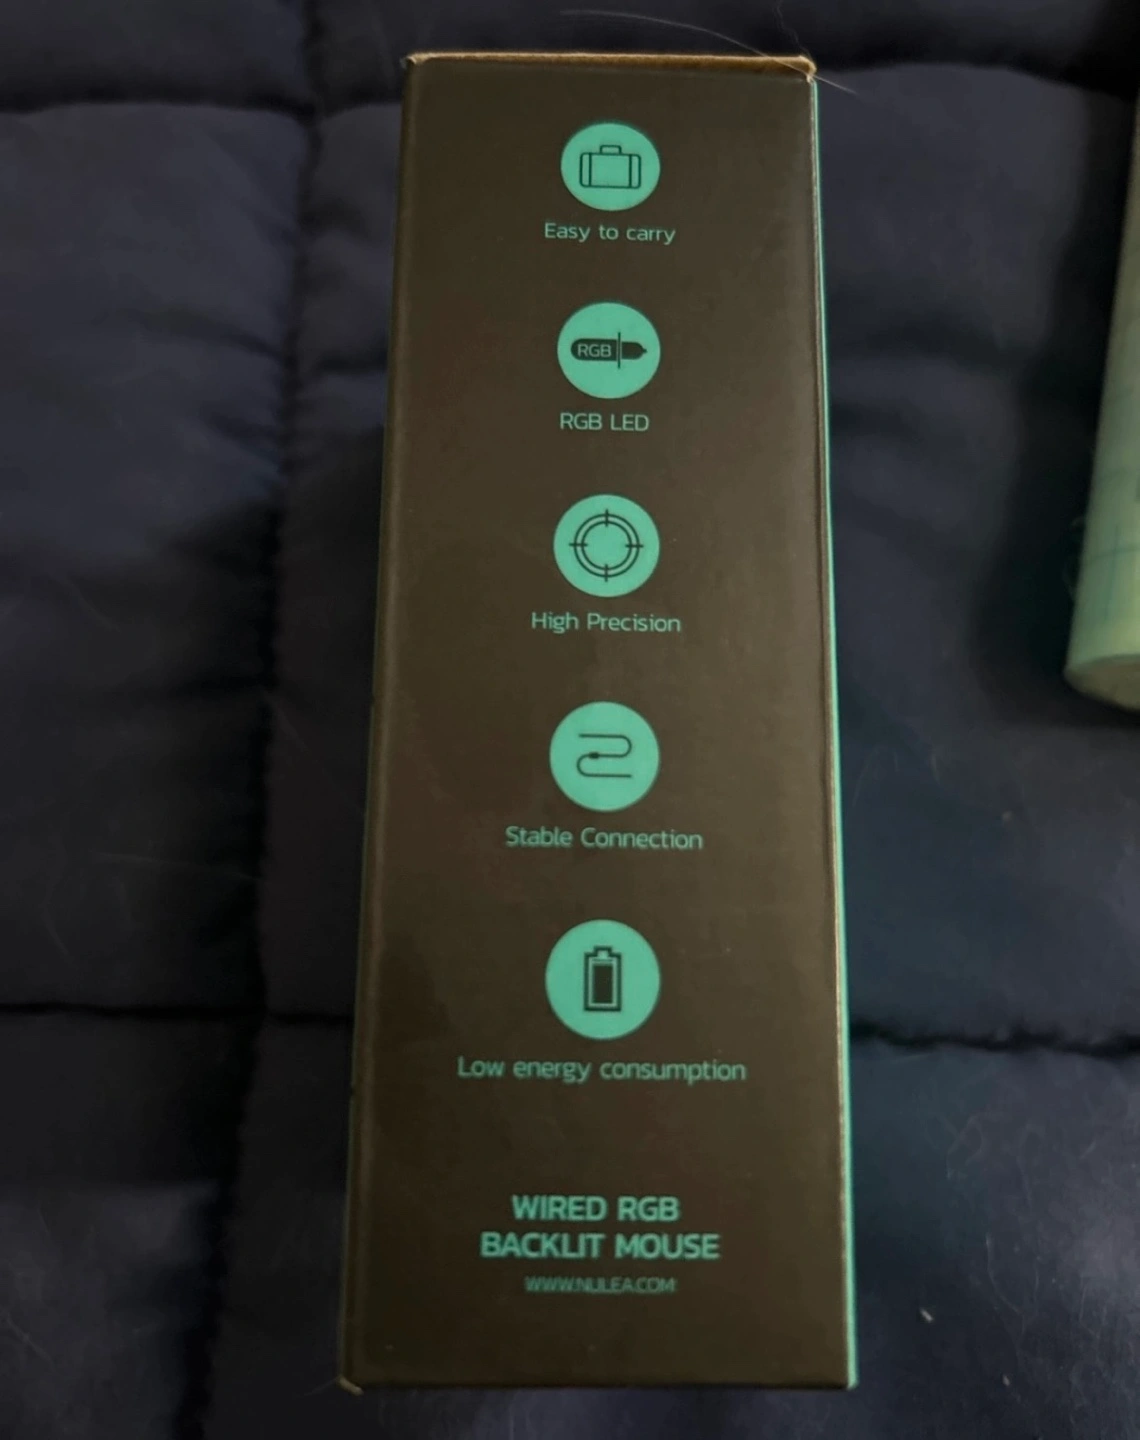 Easy to carry
RGB
RGB LED
High Precision
Stable Connection
Low energy consumption
WIRED RGB
BACKLIT MOUSE
WWW.NULEA.COM